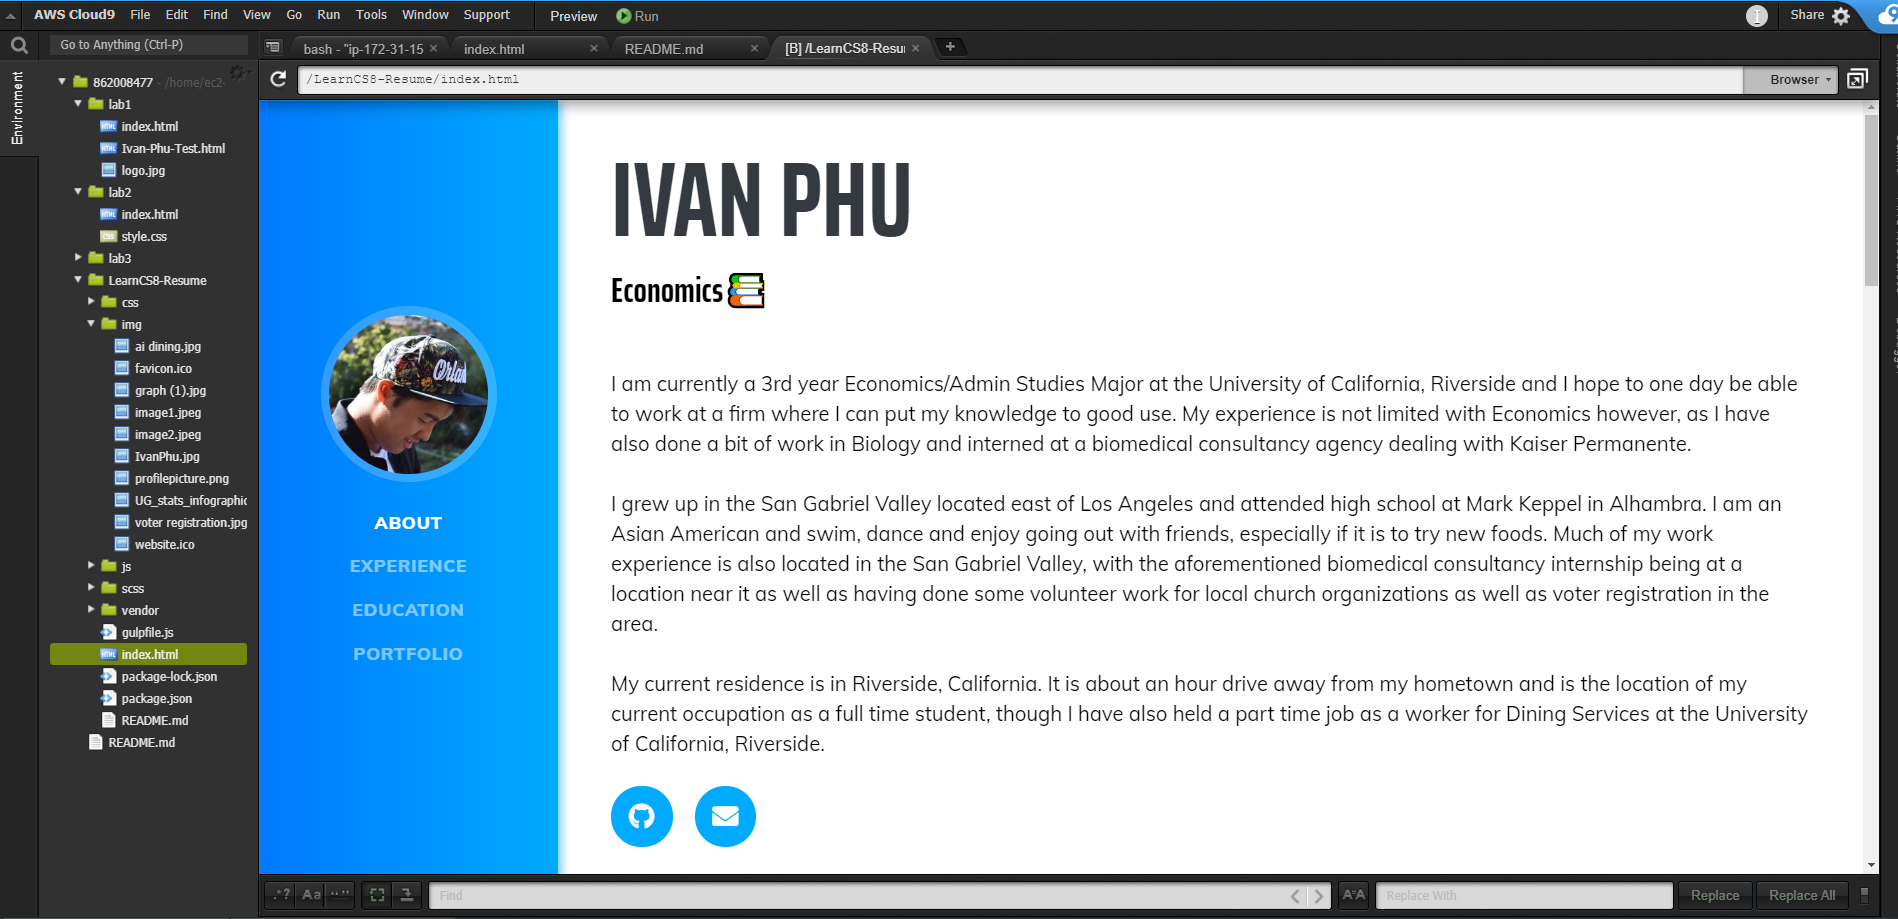 AWS Cloud9 File Edit Find View Go Run Tools Window Support Preview Run Share
Go to Anything (Ctrl-P)
bash - "ip-172-31-15
index.html
README.md
[B] /LearnCS8-Resu
/LearnCS8-Resume/index.html
Browser
Environment
862008477 - /home/ec2-
lab1
index.html
Ivan-Phu-Test.html
logo.jpg
lab2
index.html
style.css
lab3
LearnCS8-Resume
css
img
ai dining.jpg
favicon.ico
graph (1).jpg
image1.jpeg
image2.jpeg
IvanPhu.jpg
profilepicture.png
UG_stats_infographic
voter registration.jpg
website.ico
js
scss
vendor
gulpfile.js
index.html
package-lock.json
package.json
README.md
README.md
ABOUT
EXPERIENCE
EDUCATION
PORTFOLIO
IVAN PHU
Economics
I am currently a 3rd year Economics/Admin Studies Major at the University of California, Riverside and I hope to one day be able
to work at a firm where I can put my knowledge to good use. My experience is not limited with Economics however, as I have
also done a bit of work in Biology and interned at a biomedical consultancy agency dealing with Kaiser Permanente.
I grew up in the San Gabriel Valley located east of Los Angeles and attended high school at Mark Keppel in Alhambra. I am an
Asian American and swim, dance and enjoy going out with friends, especially if it is to try new foods. Much of my work
experience is also located in the San Gabriel Valley, with the aforementioned biomedical consultancy internship being at a
location near it as well as having done some volunteer work for local church organizations as well as voter registration in the
area.
My current residence is in Riverside, California. It is about an hour drive away from my hometown and is the location of my
current occupation as a full time student, though I have also held a part time job as a worker for Dining Services at the University
of California, Riverside.
.*? Aa "" Find Replace With Replace Replace All